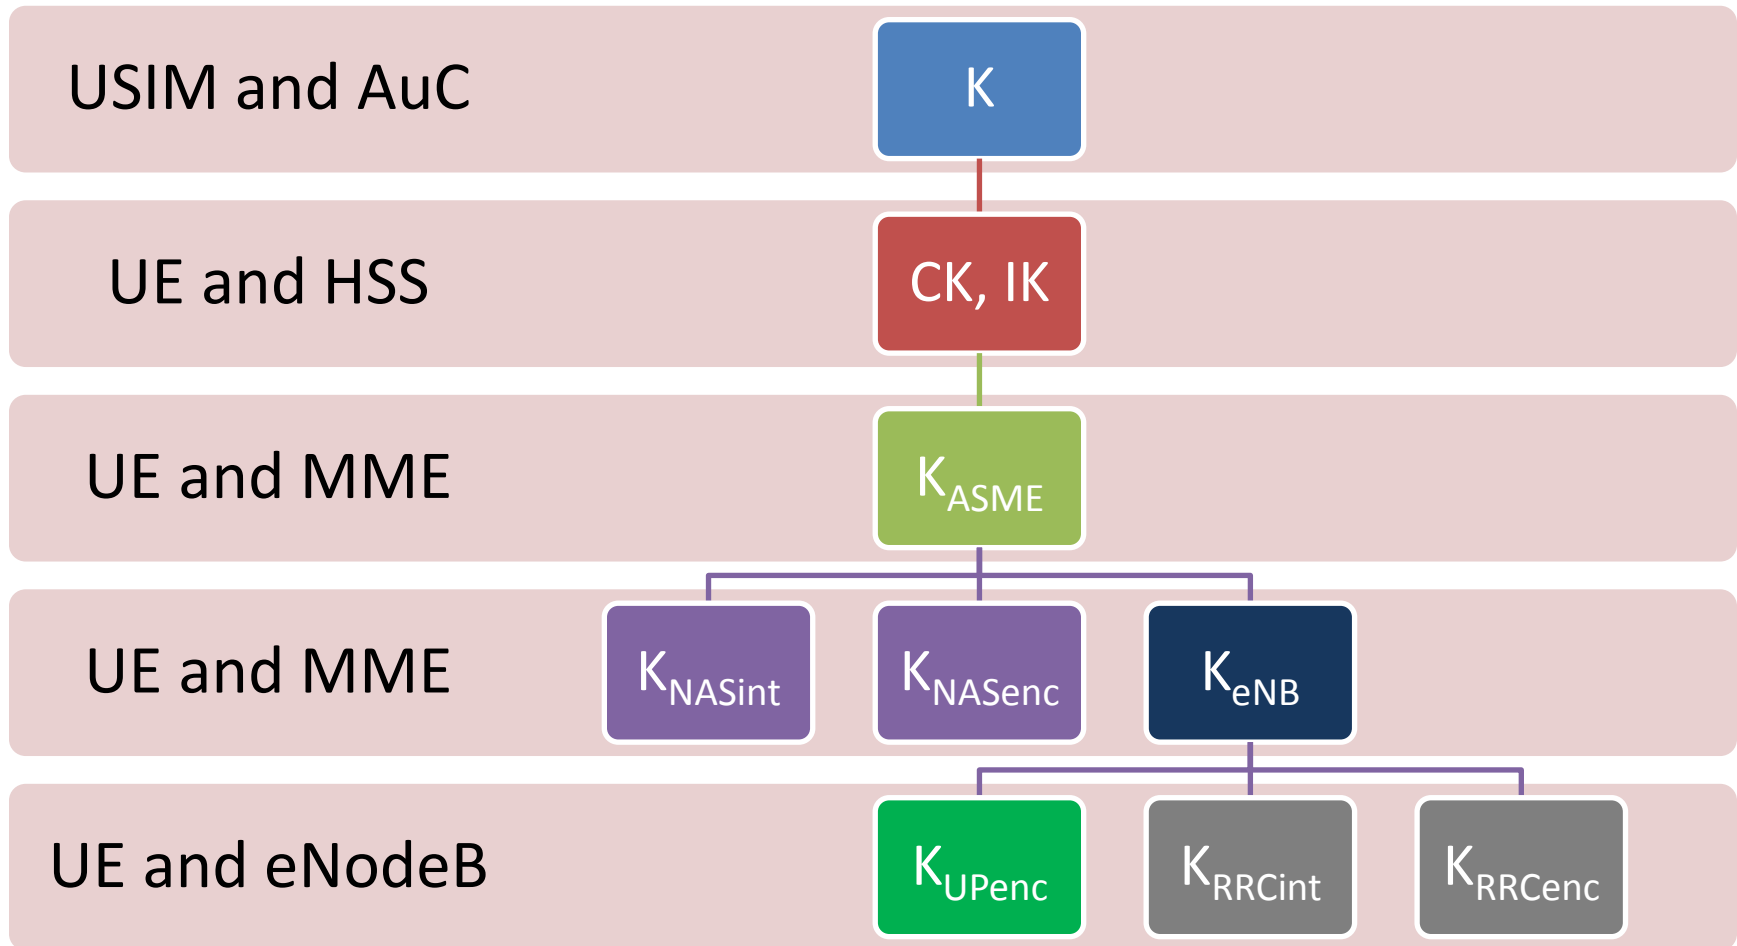 USIM and AuC K
UE and HSS CK, IK
UE and MME KASME
UE and MME KNASint KNASenc KeNB
UE and eNodeB KUPenc KRRCint KRRCenc